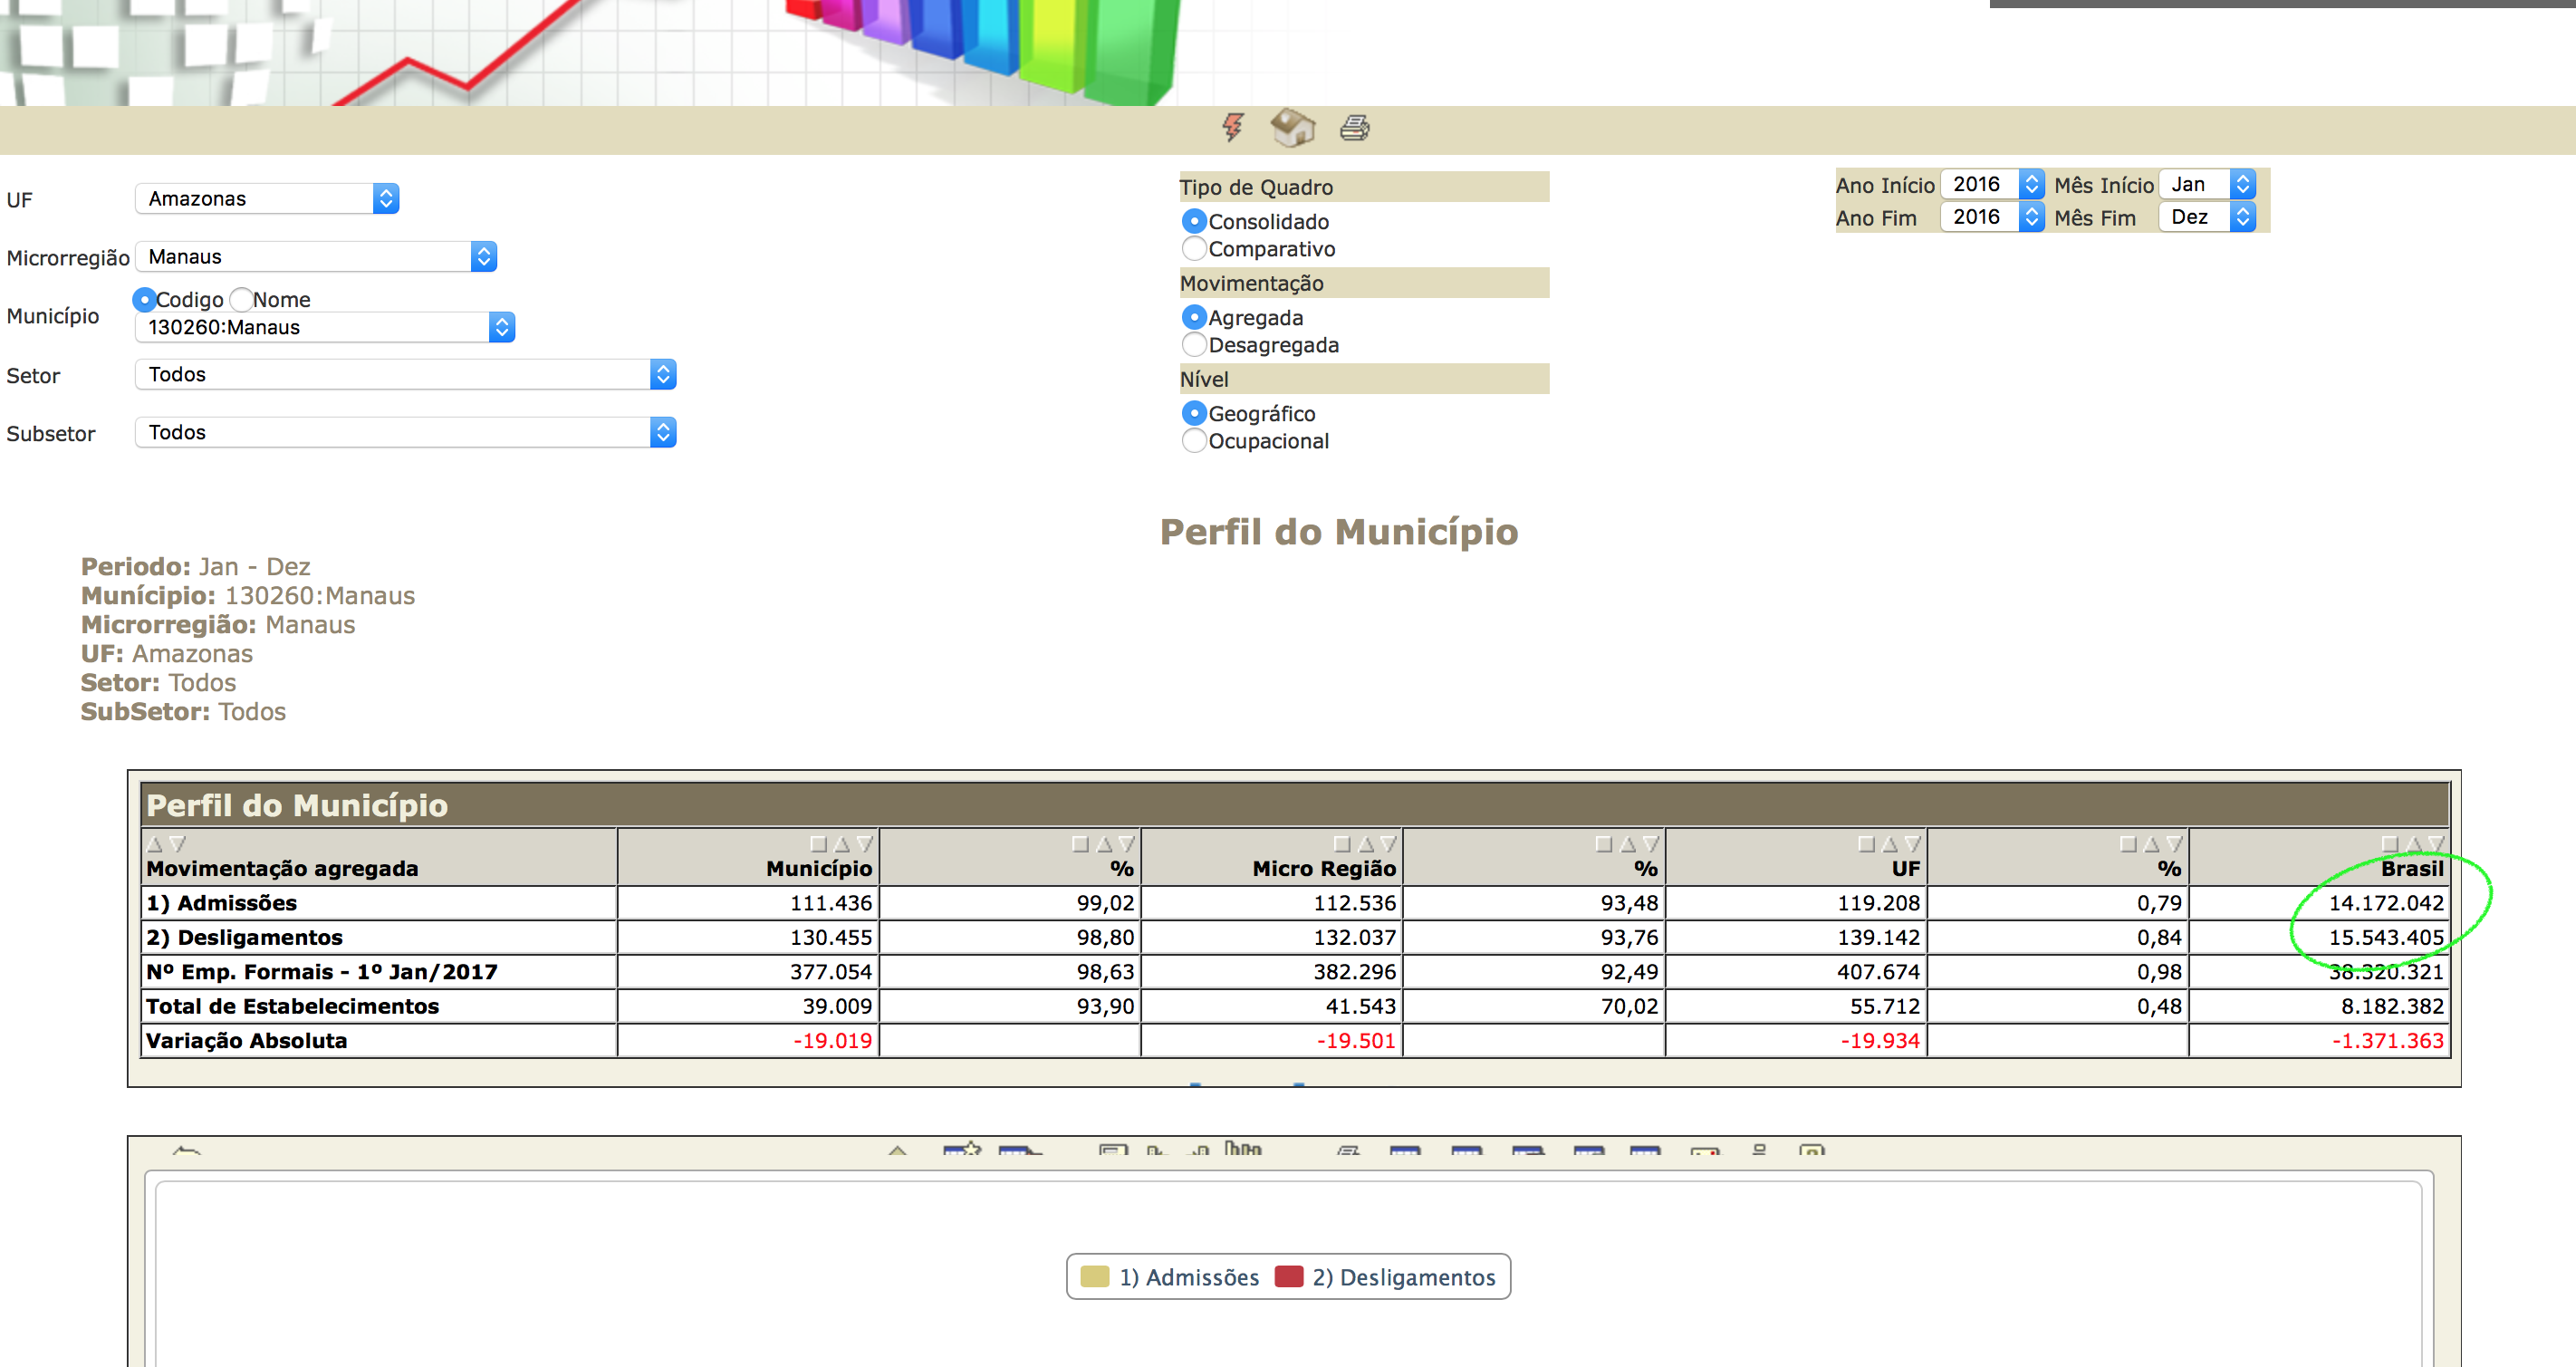 UF Amazonas
Microrregião Manaus
Codigo Nome
Município
130260:Manaus
Setor Todos
Subsetor Todos
Tipo de Quadro
Consolidado
Comparativo
Movimentação
Agregada
Desagregada
Nível
Geográfico
Ocupacional
Ano Início 2016 Mês Início Jan
Ano Fim 2016 Mês Fim Dez
Perfil do Município
Periodo: Jan - Dez
Munícipio: 130260:Manaus
Microrregião: Manaus
UF: Amazonas
Setor: Todos
SubSetor: Todos
Perfil do Município
Movimentação agregada Município % Micro Região % UF % Brasil
1) Admissões 111.436 99,02 112.536 93,48 119.208 0,79 14.172.042
2) Desligamentos 130.455 98,80 132.037 93,76 139.142 0,84 15.543.405
Nº Emp. Formais - 1º Jan/2017 377.054 98,63 382.296 92,49 407.674 0,98 38.320.321
Total de Estabelecimentos 39.009 93,90 41.543 70,02 55.712 0,48 8.182.382
Variação Absoluta -19.019 -19.501 -19.934 -1.371.363
1) Admissões 2) Desligamentos